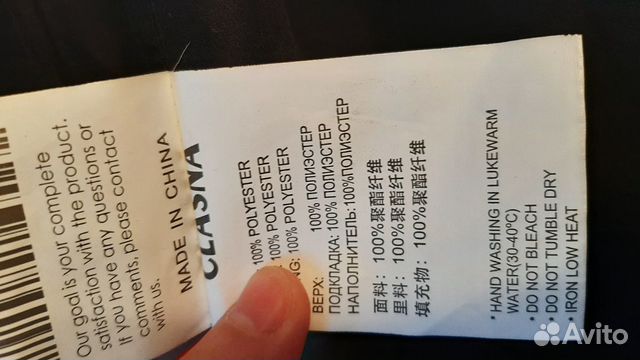 Our goal is your complete
satisfaction with the product.
If you have any questions or
comments, please contact
with us.
MADE IN CHINA
CLASNA
100% POLYESTER
100% POLYESTER
100% POLYESTER
ВЕРХ: 100% ПОЛИЭСТЕР
ПОДКЛАДКА: 100% ПОЛИЭСТЕР
НАПОЛНИТЕЛЬ: 100%ПОЛИЭСТЕР
面料：100%聚酯纤维
里料：100%聚酯纤维
填充物：100%聚酯纤维
*HAND WASHING IN LUKEWARM
WATER(30-40°C)
* DO NOT BLEACH
* DO NOT TUMBLE DRY
* IRON LOW HEAT
Avito